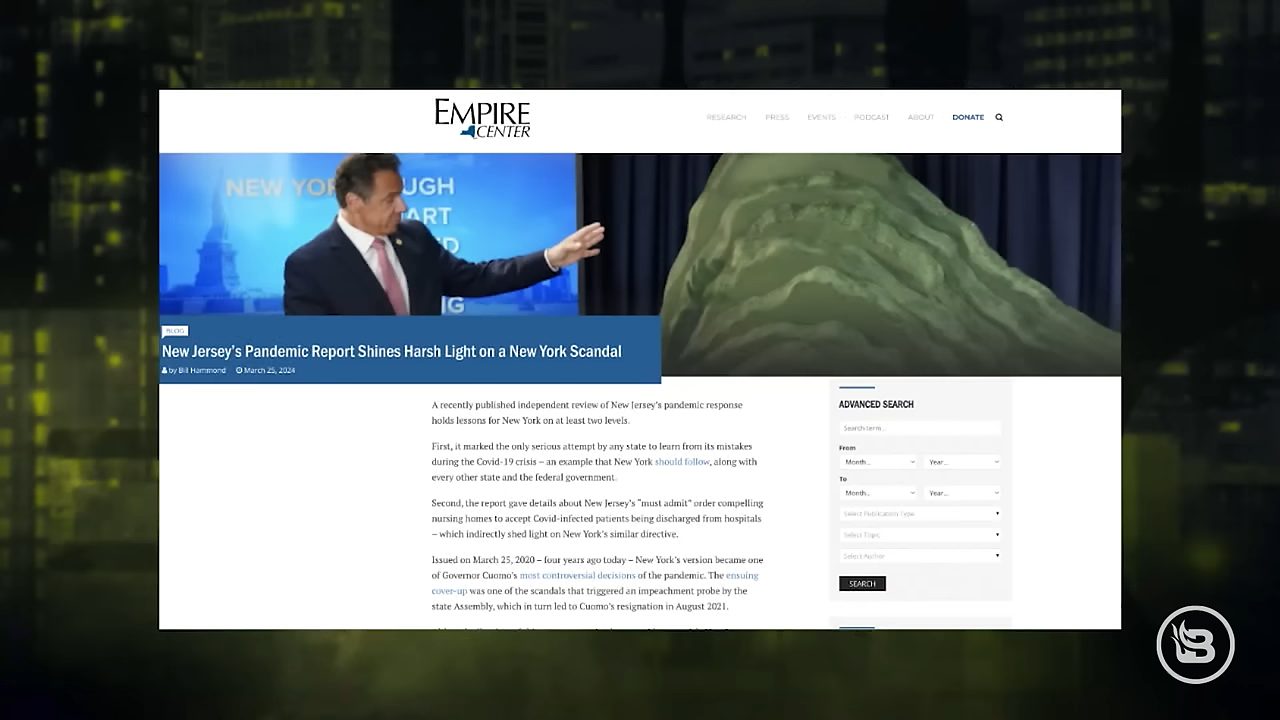 EMPIRE
CENTER
RESEARCH PRESS EVENTS PODCAST ABOUT DONATE
NEW YOR UGH
ART
ED
NG
BLOG
New Jersey's Pandemic Report Shines Harsh Light on a New York Scandal
by Bill Hammond March 25, 2024
A recently published independent review of New Jersey's pandemic response
holds lessons for New York on at least two levels.
First, it marked the only serious attempt by any state to learn from its mistakes
during the Covid-19 crisis – an example that New York should follow, along with
every other state and the federal government.
Second, the report gave details about New Jersey's "must admit" order compelling
nursing homes to accept Covid-infected patients being discharged from hospitals
– which indirectly shed light on New York's similar directive.
Issued on March 25, 2020 – four years ago today – New York's version became one
of Governor Cuomo's most controversial decisions of the pandemic. The ensuing
cover-up was one of the scandals that triggered an impeachment probe by the
state Assembly, which in turn led to Cuomo's resignation in August 2021.
ADVANCED SEARCH
Search term...
From
Month... Year...
To
Month... Year...
Select Publication Type
Select Topic
Select Author
SEARCH
B